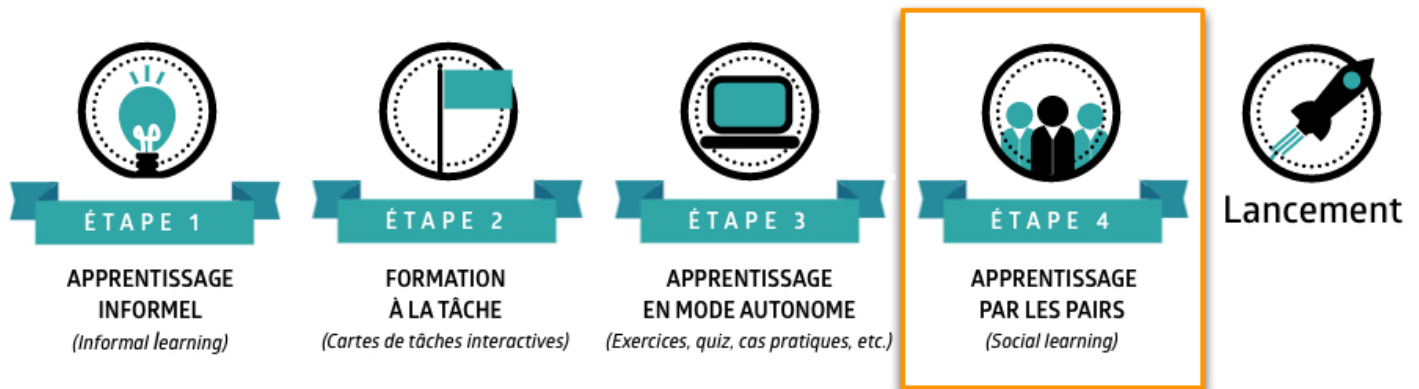 ÉTAPE 1
APPRENTISSAGE
INFORMEL
(Informal learning)
ÉTAPE 2
FORMATION
À LA TÂCHE
(Cartes de tâches interactives)
ÉTAPE 3
APPRENTISSAGE
EN MODE AUTONOME
(Exercices, quiz, cas pratiques, etc.)
ÉTAPE 4
APPRENTISSAGE
PAR LES PAIRS
(Social learning)
Lancement